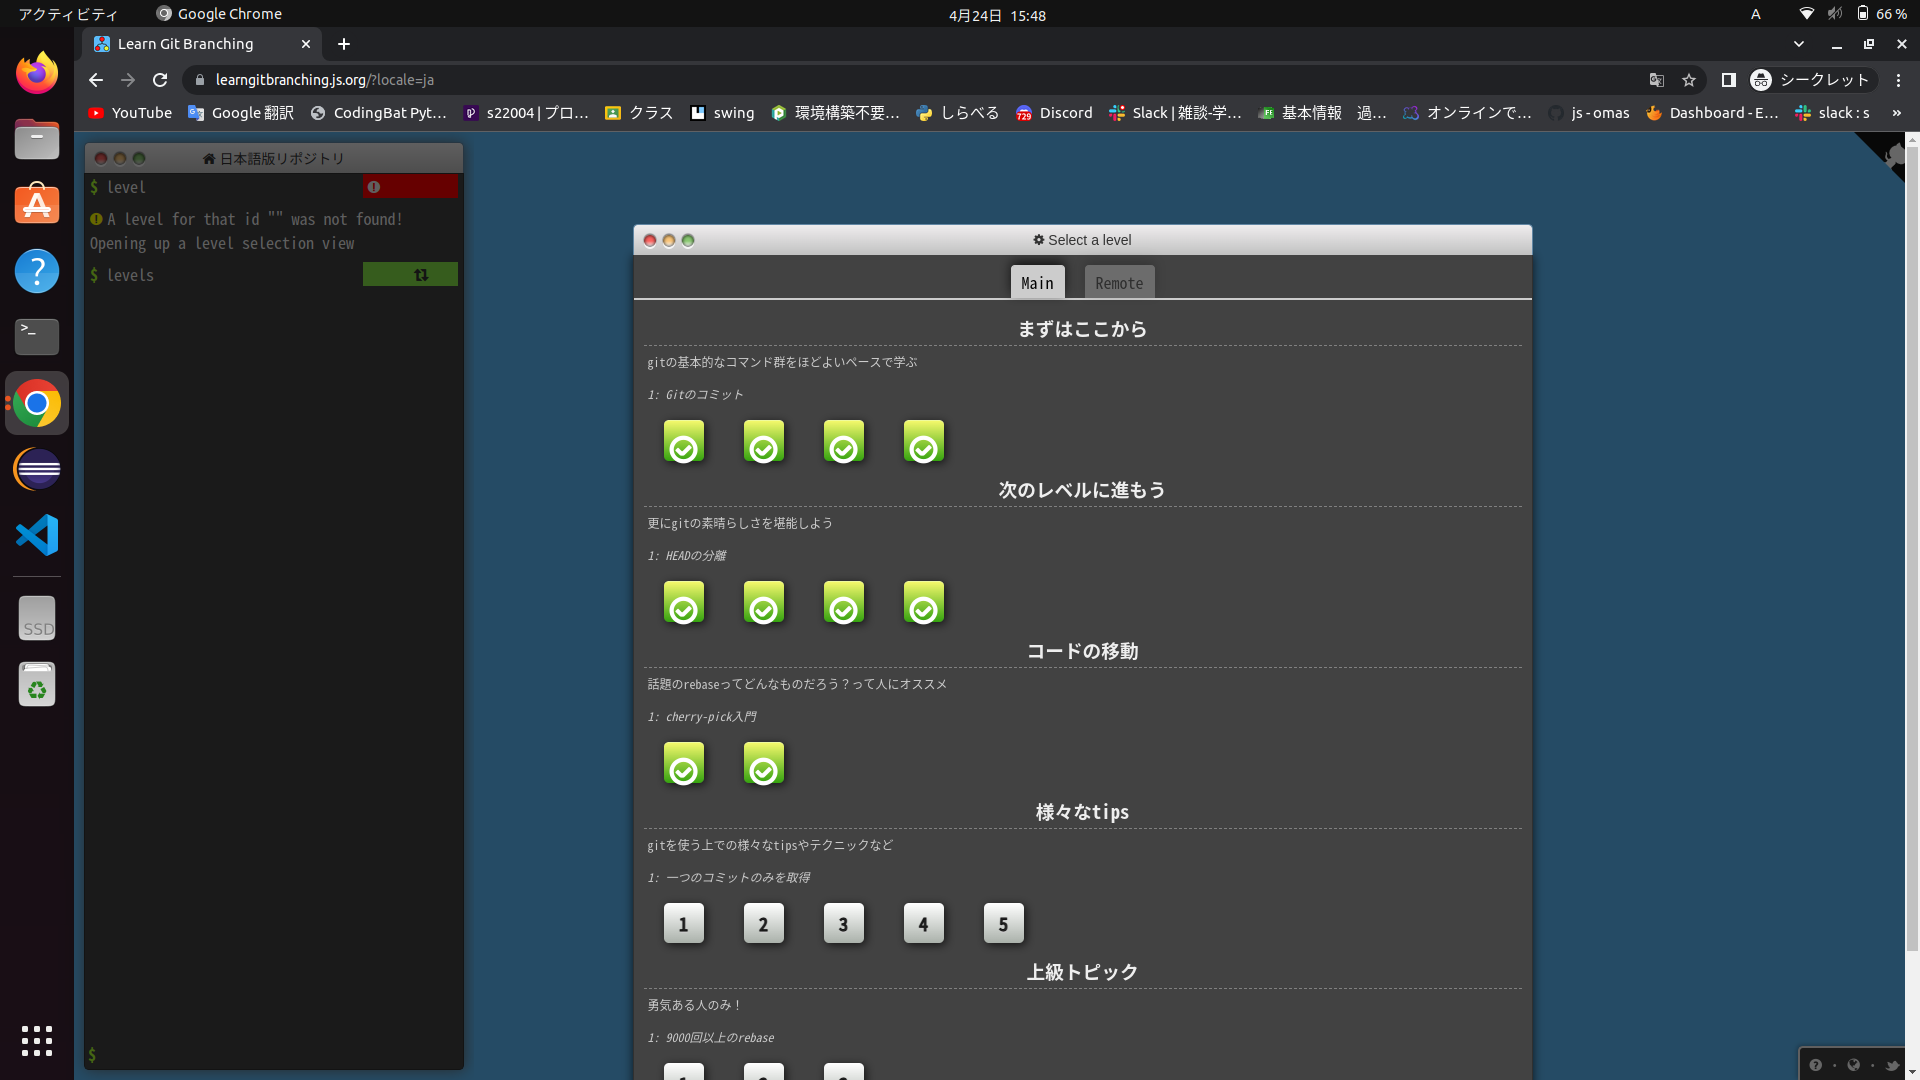 アクティビティ
Google Chrome
4月24日 15:48
A
66 %
Learn Git Branching
learngitbranching.js.org/?locale=ja
シークレット
YouTube
Google 翻訳
CodingBat Pyt…
s22004 | プロ…
クラス
swing
環境構築不要…
しらべる
Discord
Slack | 雑談-学…
基本情報 過…
オンラインで…
js - omas
Dashboard - E…
slack : s
»
日本語版リポジトリ
$ level
A level for that id "" was not found!
Opening up a level selection view
$ levels
$
Select a level
Main
Remote
まずはここから
gitの基本的なコマンド群をほどよいペースで学ぶ
1: Gitのコミット
次のレベルに進もう
更にgitの素晴らしさを堪能しよう
1: HEADの分離
コードの移動
話題のrebaseってどんなものだろう？って人にオススメ
1: cherry-pick入門
様々なtips
gitを使う上での様々なtipsやテクニックなど
1: 一つのコミットのみを取得
1 2 3 4 5
上級トピック
勇気ある人のみ！
1: 9000回以上のrebase
SSD